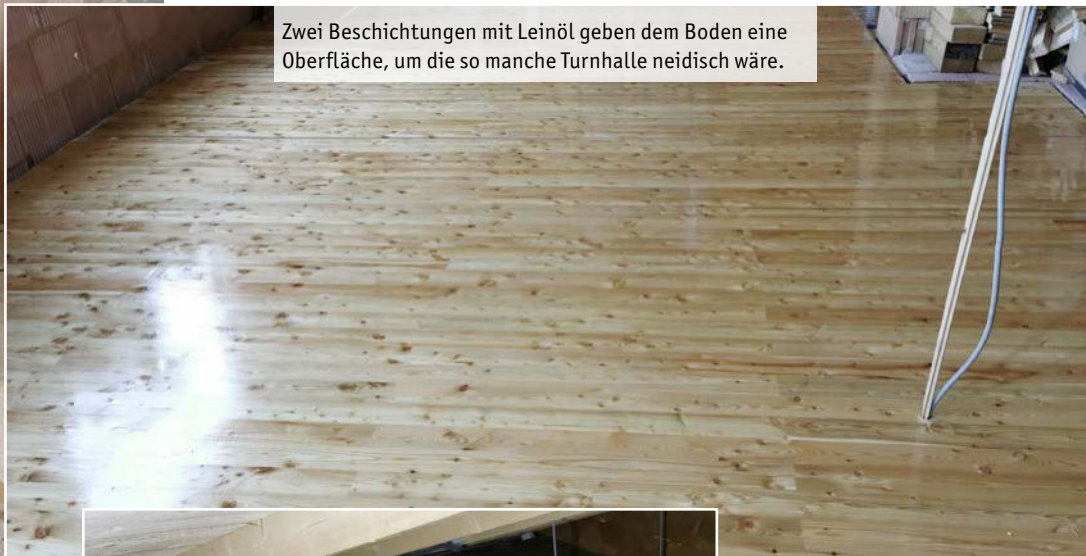 Zwei Beschichtungen mit Leinöl geben dem Boden eine
Oberfläche, um die so manche Turnhalle neidisch wäre.